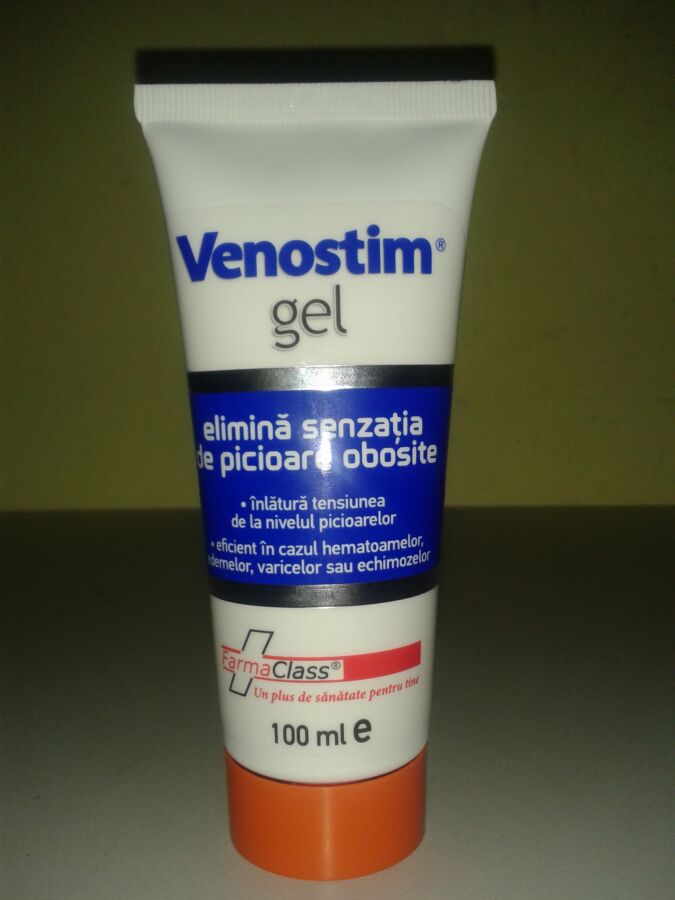 Venostim®
gel
elimină senzația
de picioare obosite
• înlătură tensiunea
de la nivelul picioarelor
• eficient în cazul hematoamelor,
edemelor, varicelor sau echimozelor
FarmaClass®
Un plus de sănătate pentru tine
100 ml e